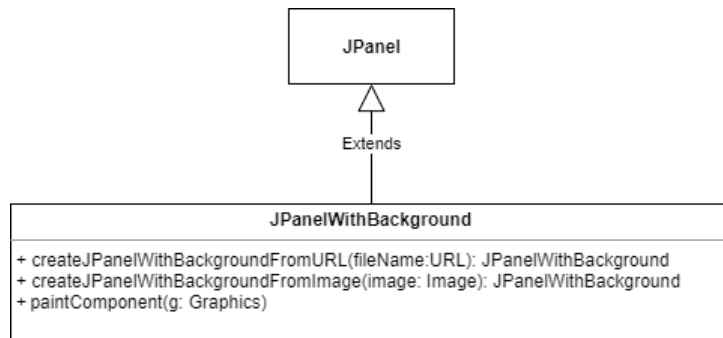 JPanel
Extends
JPanelWithBackground
+ createJPanelWithBackgroundFromURL(fileName:URL): JPanelWithBackground
+ createJPanelWithBackgroundFromImage(image: Image): JPanelWithBackground
+ paintComponent(g: Graphics)